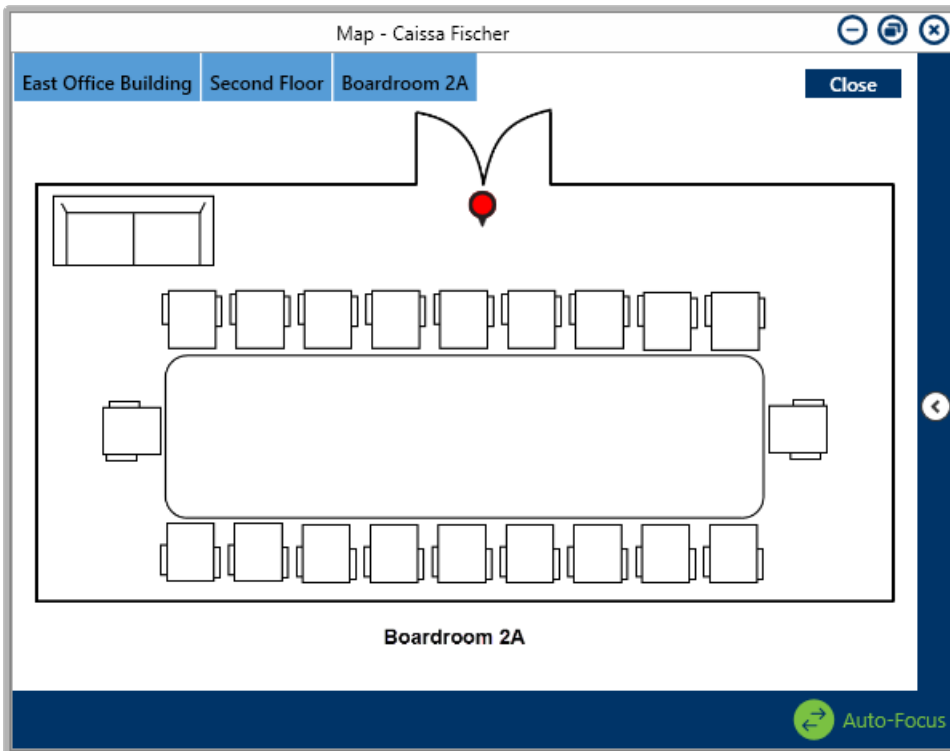 Map - Caissa Fischer
East Office Building Second Floor Boardroom 2A
Close
Boardroom 2A
Auto-Focus